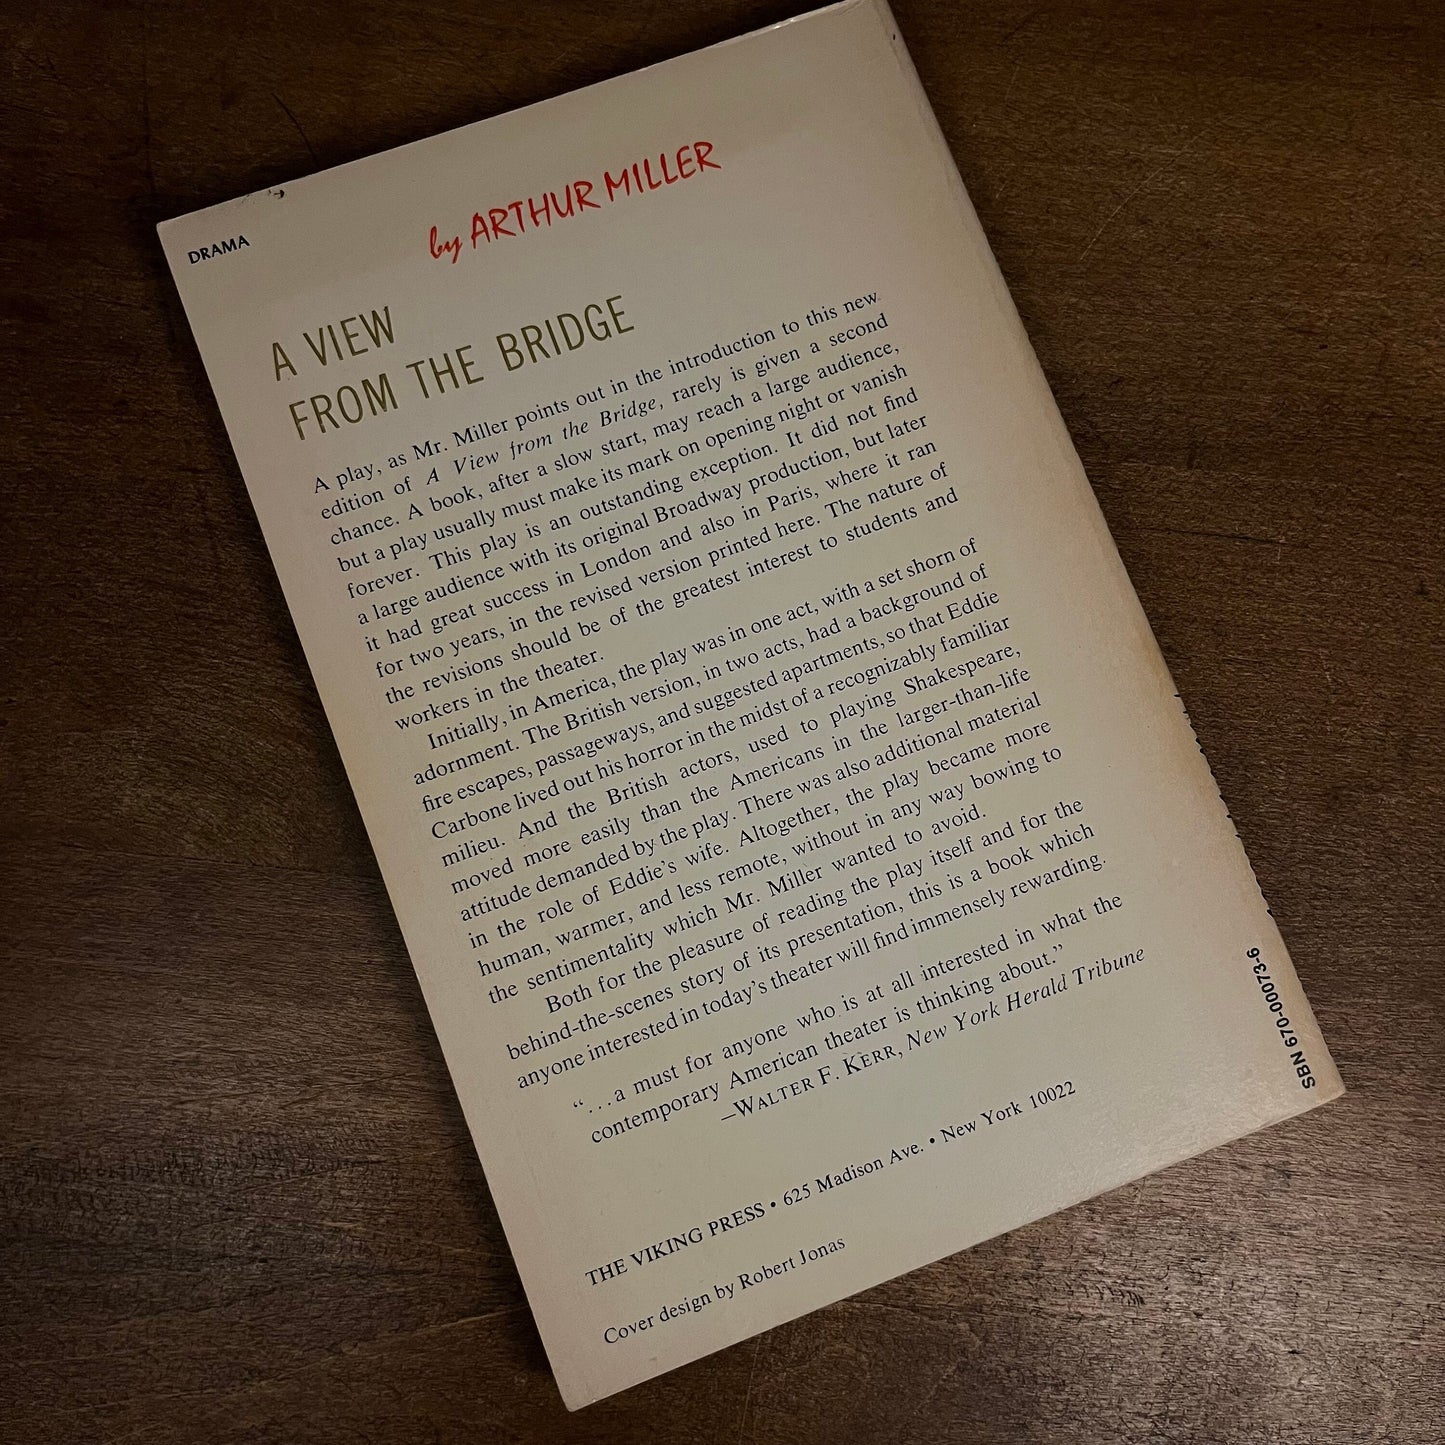 DRAMA
by ARTHUR MILLER
A VIEW
FROM THE BRIDGE
A play, as Mr. Miller points out in the introduction to this new
edition of A View from the Bridge, rarely is given a second
chance. A book, after a slow start, may reach a large audience,
but a play usually must make its mark on opening night or vanish
forever. This play is an outstanding exception. It did not find
a large audience with its original Broadway production, but later
it had great success in London and also in Paris, where it ran
for two years, in the revised version printed here. The nature of
the revisions should be of the greatest interest to students and
workers in the theater.
Initially, in America, the play was in one act, with a set shorn of
adornment. The British version, in two acts, had a background of
fire escapes, passageways, and suggested apartments, so that Eddie
Carbone lived out his horror in the midst of a recognizably familiar
milieu. And the British actors, used to playing Shakespeare,
moved more easily than the Americans in the larger-than-life
attitude demanded by the play. There was also additional material
in the role of Eddie's wife. Altogether, the play became more
human, warmer, and less remote, without in any way bowing to
the sentimentality which Mr. Miller wanted to avoid.
Both for the pleasure of reading the play itself and for the
behind-the-scenes story of its presentation, this is a book which
anyone interested in today's theater will find immensely rewarding.
“...a must for anyone who is at all interested in what the
contemporary American theater is thinking about.”
—WALTER F. KERR, New York Herald Tribune
THE VIKING PRESS • 625 Madison Ave. • New York 10022
Cover design by Robert Jonas
SBN 670-00073-6